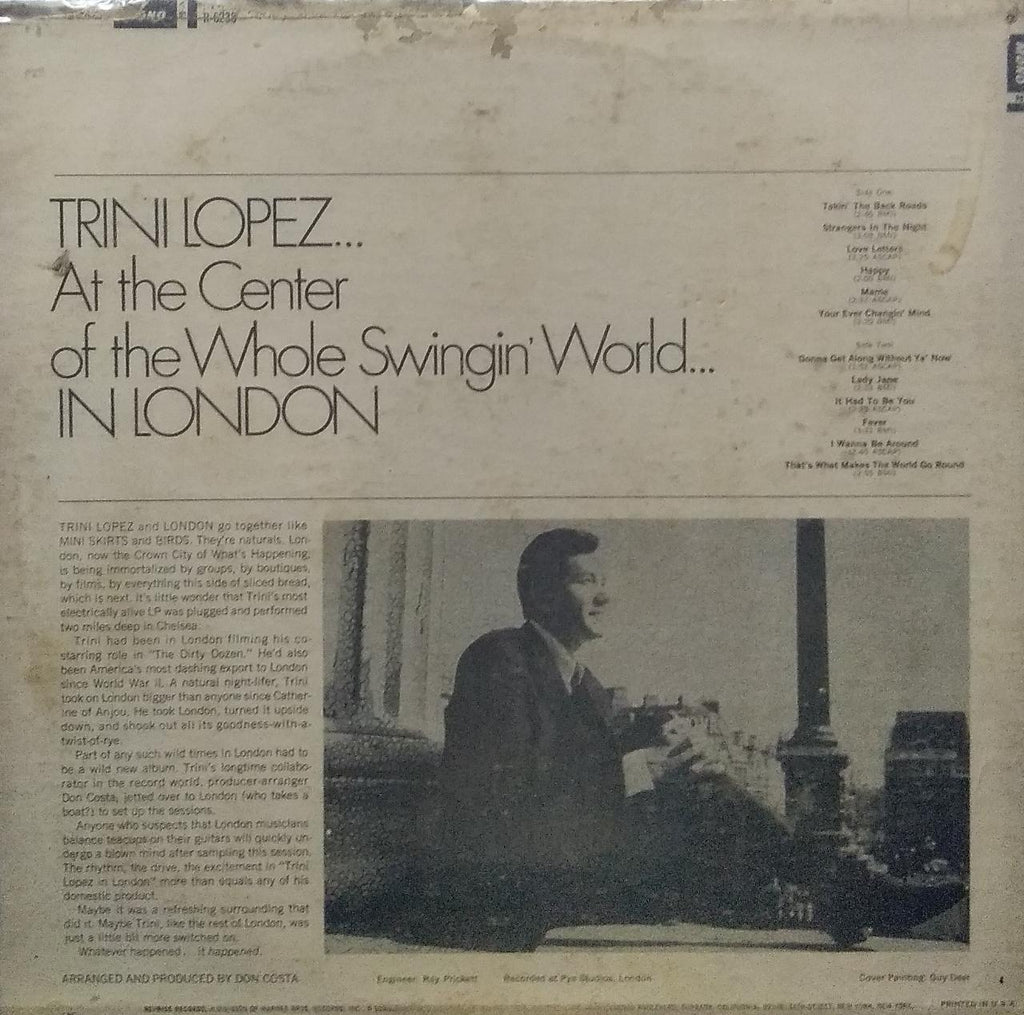 R-6238
TRINI LOPEZ...
At the Center
of the Whole Swingin' World...
IN LONDON
Side One
Takin' The Back Roads
Strangers In The Night
Love Letters
Happy
Mame
Your Ever Changin' Mind
Side Two
Gonna Get Along Without Ya' Now
Lady Jane
It Had To Be You
Fever
I Wanna Be Around
That's What Makes The World Go Round
TRINI LOPEZ and LONDON go together like
MINI SKIRTS and BIRDS. They're naturals. Lon-
don, now the Crown City of What's Happening,
is being immortalized by groups, by boutiques,
by films, by everything this side of sliced bread,
which is next. It's little wonder that Trini's most
electrically alive LP was plugged and performed
two miles deep in Chelsea.
Trini had been in London filming his co-
starring role in "The Dirty Dozen." He'd also
been America's most dashing export to London
since World War II. A natural night-lifer, Trini
took on London bigger than anyone since Cather-
ine of Anjou. He took London, turned it upside
down, and shook out all its goodness-with-a-
twist-of-rye.
Part of any such wild times in London had to
be a wild new album. Trini's longtime collabo-
rator in the record world, producer-arranger
Don Costa, jetted over to London (who takes a
boat?) to set up the sessions.
Anyone who suspects that London musicians
balance teacups on their guitars will quickly un-
dergo a blown mind after sampling this session.
The rhythm, the drive, the excitement in "Trini
Lopez in London" more than equals any of his
domestic product.
Maybe it was a refreshing surrounding that
did it. Maybe Trini, like the rest of London, was
just a little bit more switched on.
Whatever happened... it happened.
ARRANGED AND PRODUCED BY DON COSTA
Engineer: Ray Prickett
Recorded at Pye Studios, London
Cover Painting: Guy Deel
4
PRINTED IN U.S.A.